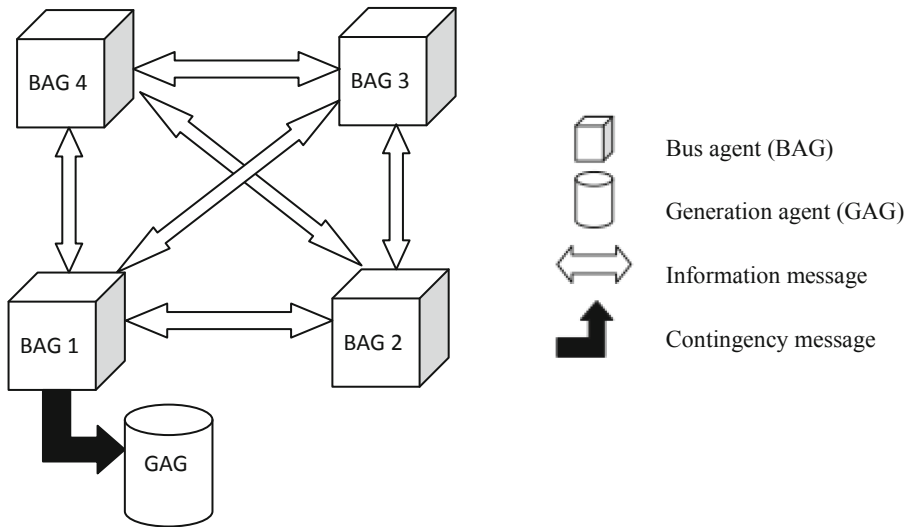 BAG 4
BAG 3
BAG 1
BAG 2
GAG
Bus agent (BAG)
Generation agent (GAG)
Information message
Contingency message